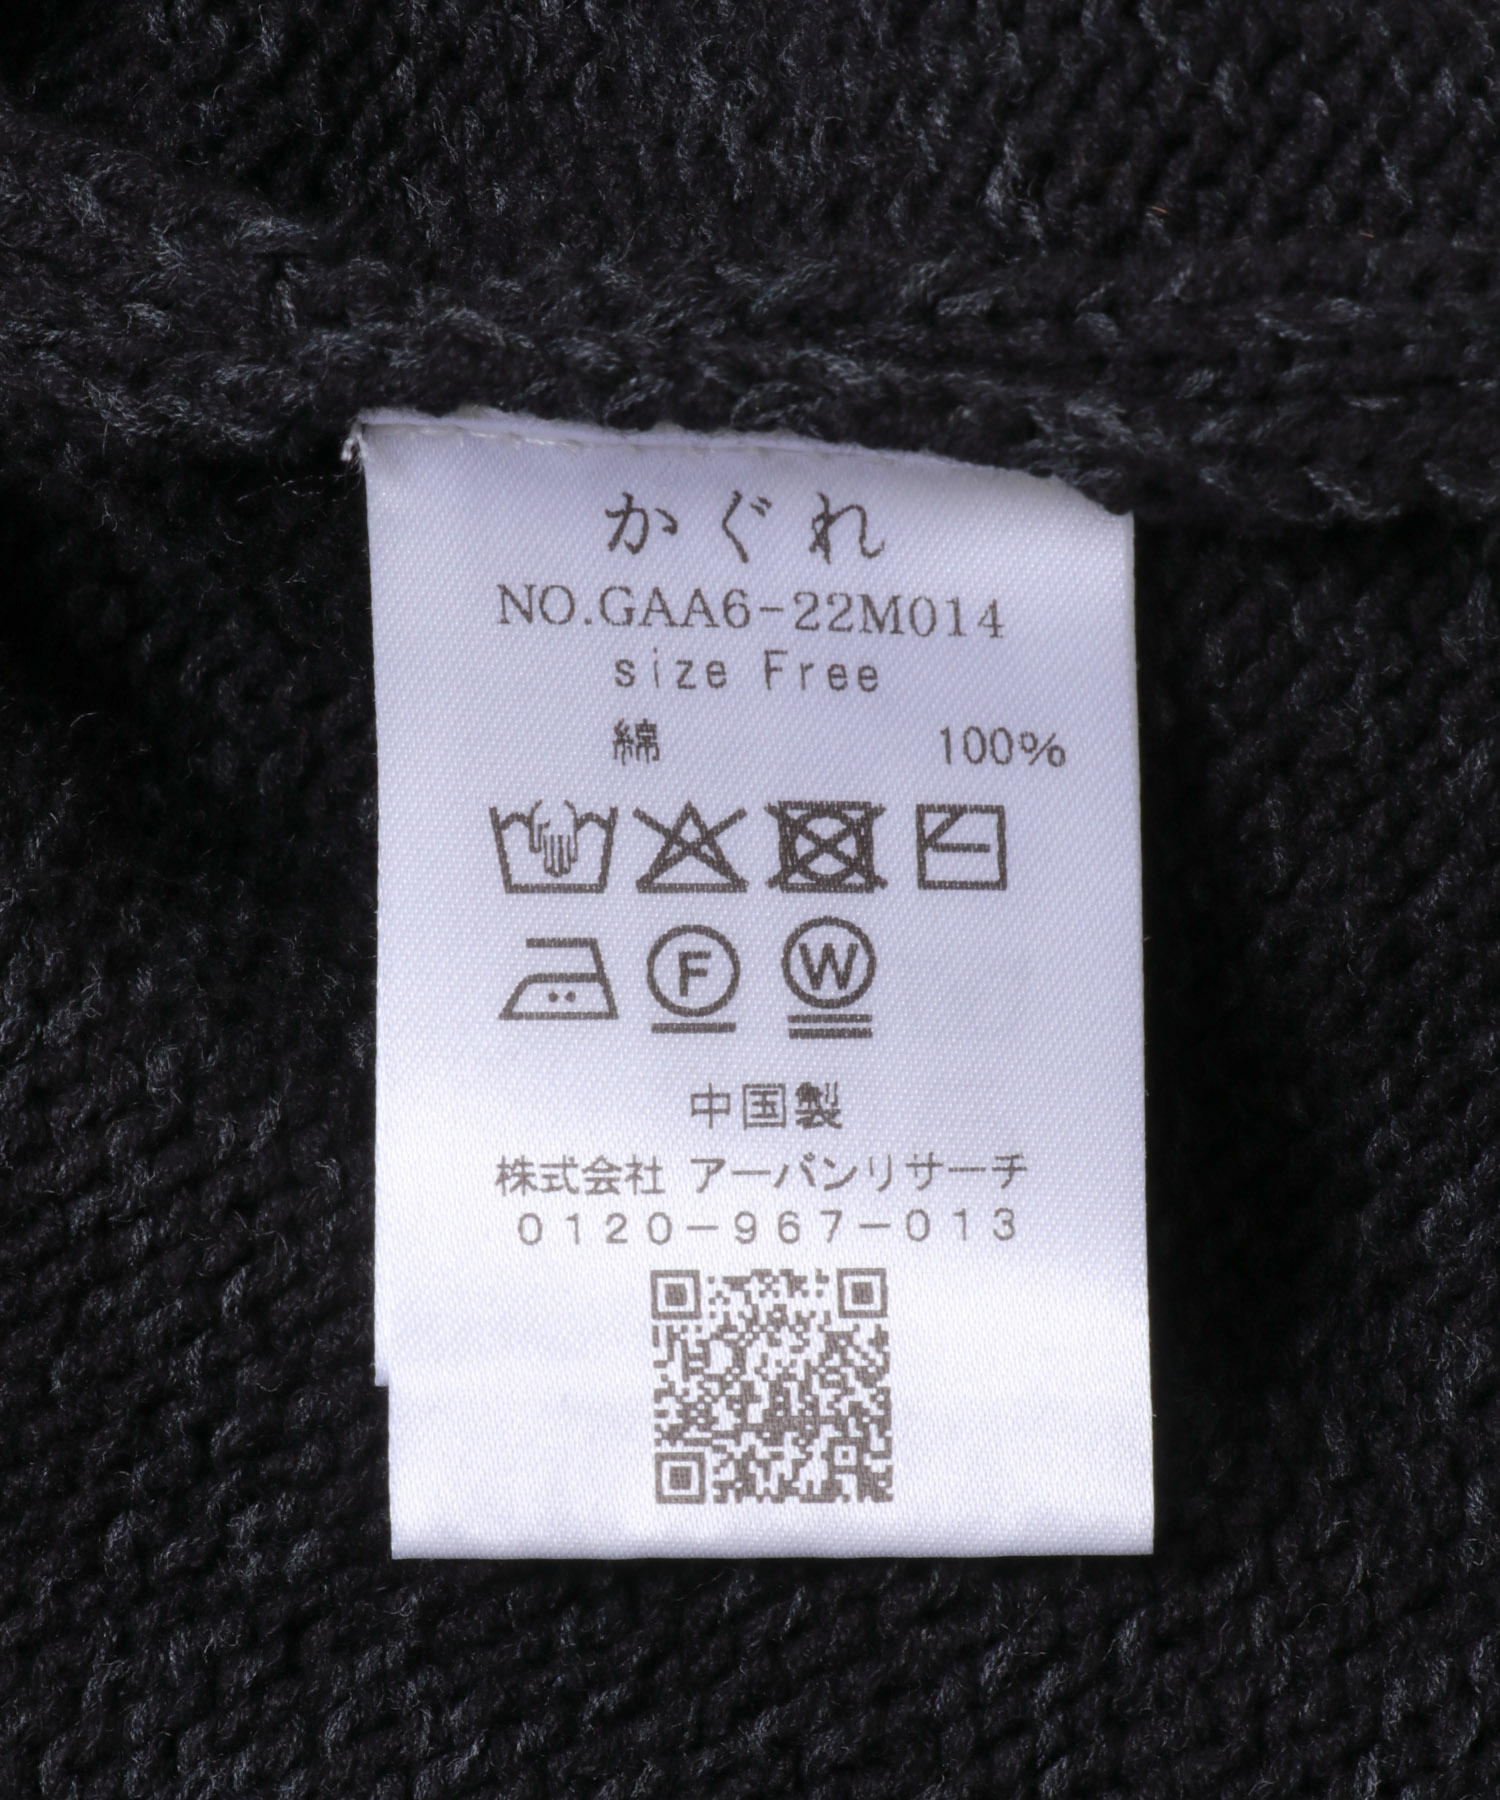 かぐれ
NO.GAA6-22M014
size Free
綿 100%
F W
中国製
株式会社 アーバンリサーチ
0120-967-013